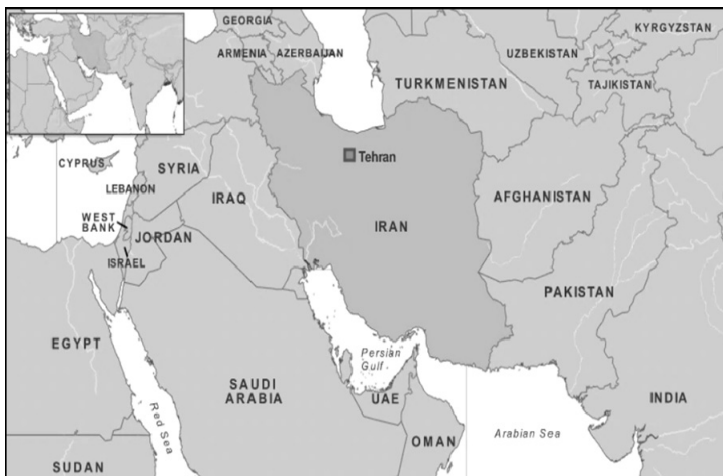 GEORGIA
KYRGYZSTAN
ARMENIA
AZERBAIJAN
UZBEKISTAN
TURKMENISTAN
TAJIKISTAN
CYPRUS
SYRIA
Tehran
LEBANON
IRAQ
AFGHANISTAN
WEST
BANK
JORDAN
IRAN
ISRAEL
PAKISTAN
EGYPT
Persian
Gulf
SAUDI
ARABIA
UAE
INDIA
Red Sea
OMAN
Arabian Sea
SUDAN